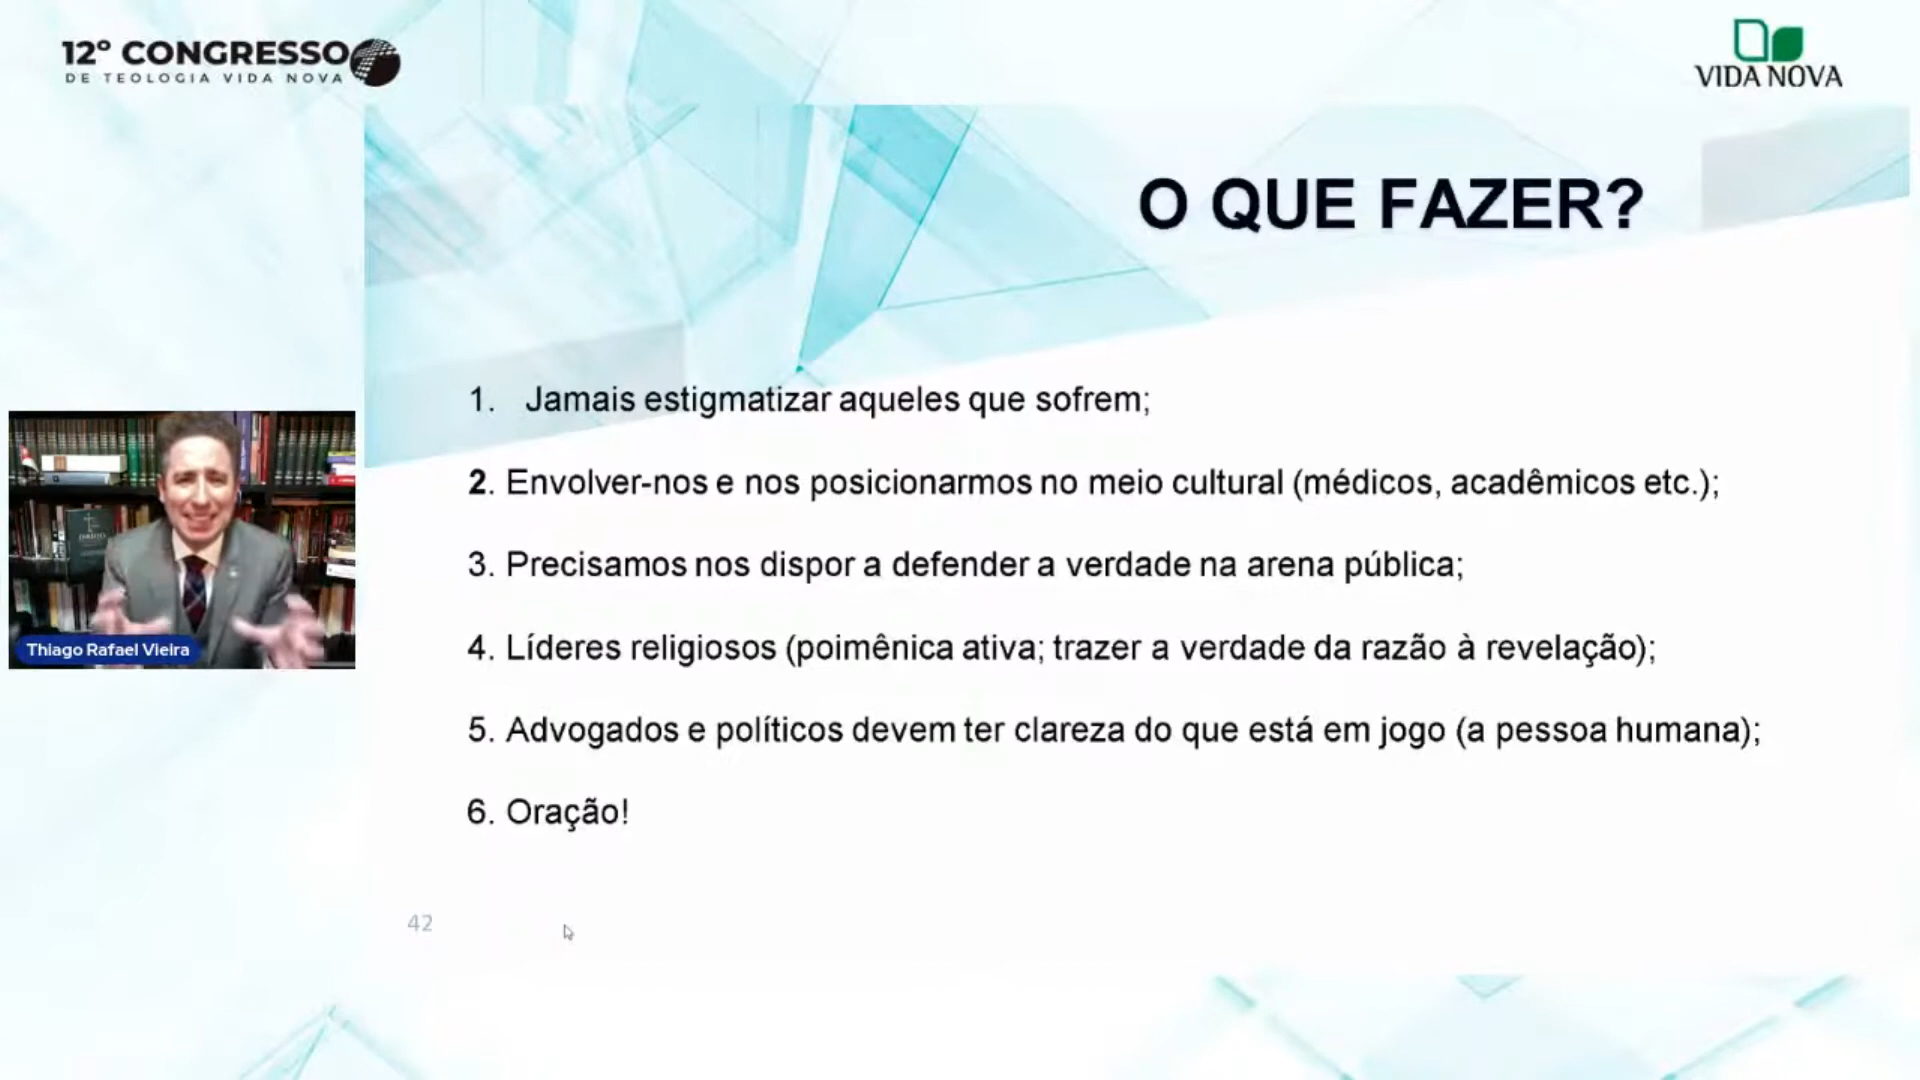 12º CONGRESSO
DE TEOLOGIA VIDA NOVA
VIDA NOVA
O QUE FAZER?
1. Jamais estigmatizar aqueles que sofrem;
2. Envolver-nos e nos posicionarmos no meio cultural (médicos, acadêmicos etc.);
3. Precisamos nos dispor a defender a verdade na arena pública;
4. Líderes religiosos (poimênica ativa; trazer a verdade da razão à revelação);
5. Advogados e políticos devem ter clareza do que está em jogo (a pessoa humana);
6. Oração!
Thiago Rafael Vieira
42